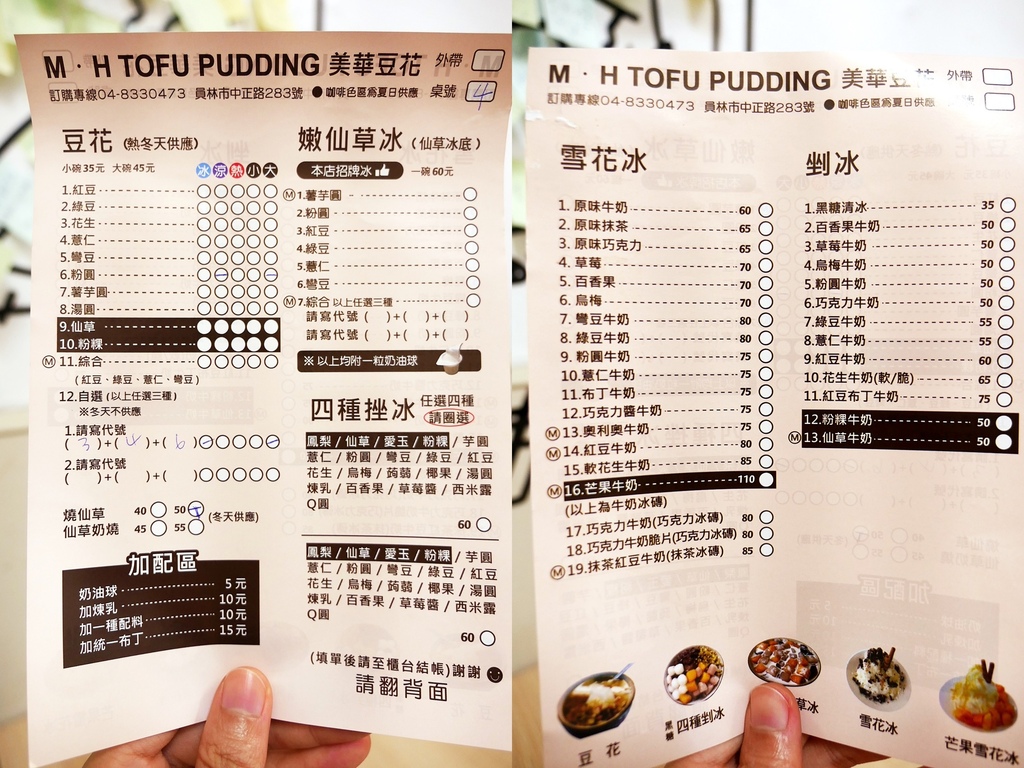 M·H TOFU PUDDING 美華豆花 外帶
訂購專線04-8330473 員林市中正路283號 ●咖啡色區為夏日供應 桌號 4
豆花 (熱冬天供應)
小碗35元 大碗45元 冰 涼 熱 小 大
1.紅豆
2.綠豆
3.花生
4.薏仁
5.彎豆
6.粉圓
7.薯芋圓
8.湯圓
9.仙草
10.粉粿
Ⓜ11.綜合
(紅豆、綠豆、薏仁、彎豆)
12.自選(以上任選三種)
※冬天不供應
1.請寫代號
(3)+(4)+(6)
2.請寫代號
( )+( )+( )
燒仙草 40 50 (冬天供應)
仙草奶燒 45 55
加配區
奶油球 5元
加煉乳 10元
加一種配料 10元
加統一布丁 15元
嫩仙草冰(仙草冰底)
本店招牌冰 一碗60元
Ⓜ1.薯芋圓
2.粉圓
3.紅豆
4.綠豆
5.薏仁
6.彎豆
Ⓜ7.綜合 以上任選三種
請寫代號( )+( )+( )
請寫代號( )+( )+( )
※以上均附一粒奶油球
四種挫冰 任選四種
請圈選
鳳梨/仙草/愛玉/粉粿/芋圓
薏仁/粉圓/彎豆/綠豆/紅豆
花生/烏梅/蒟蒻/椰果/湯圓
煉乳/百香果/草莓醬/西米露
Q圓
60
鳳梨/仙草/愛玉/粉粿/芋圓
薏仁/粉圓/彎豆/綠豆/紅豆
花生/烏梅/蒟蒻/椰果/湯圓
煉乳/百香果/草莓醬/西米露
Q圓
60
(填單後請至櫃台結帳)謝謝
請翻背面
M·H TOFU PUDDING 美華豆花 外帶
訂購專線04-8330473 員林市中正路283號 ●咖啡色區為夏日供應 號
雪花冰
1. 原味牛奶 60
2. 原味抹茶 65
3. 原味巧克力 65
4. 草莓 70
5. 百香果 70
6. 烏梅 70
7. 彎豆牛奶 70
8. 綠豆牛奶 70
9. 粉圓牛奶 70
10.薏仁牛奶 70
11.布丁牛奶 75
12.巧克力醬牛奶 75
Ⓜ13.奧利奧牛奶 75
Ⓜ14.紅豆牛奶 80
15.軟花生牛奶 85
Ⓜ16.芒果牛奶 110
(以上為牛奶冰磚)
17.巧克力牛奶(巧克力冰磚) 80
18.巧克力牛奶脆片(巧克力冰磚) 80
Ⓜ19.抹茶紅豆牛奶(抹茶冰磚) 85
剉冰
1.黑糖清冰 35
2.百香果牛奶 50
3.草莓牛奶 50
4.烏梅牛奶 50
5.粉圓牛奶 50
6.巧克力牛奶 50
7.綠豆牛奶 55
8.薏仁牛奶 55
9.紅豆牛奶 60
10.花生牛奶(軟/脆) 65
11.紅豆布丁牛奶 75
12.粉粿牛奶 50
Ⓜ13.仙草牛奶 50
豆花
黑糖四種剉冰
草冰
雪花冰
芒果雪花冰